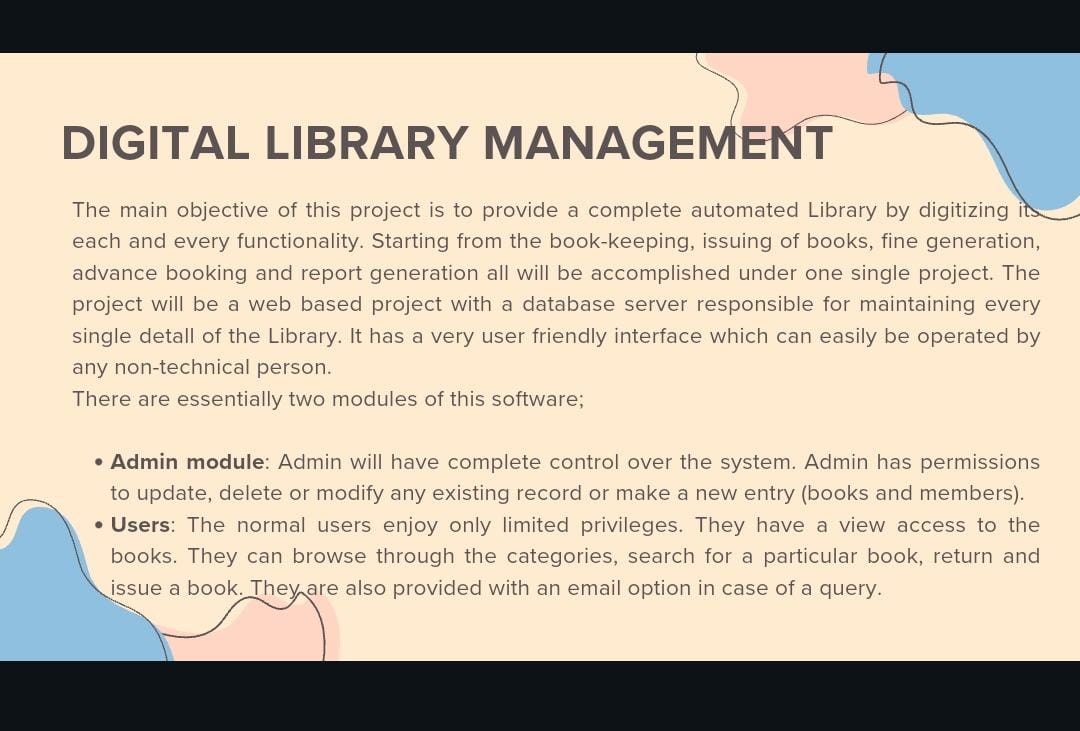 DIGITAL LIBRARY MANAGEMENT
The main objective of this project is to provide a complete automated Library by digitizing its
each and every functionality. Starting from the book-keeping, issuing of books, fine generation,
advance booking and report generation all will be accomplished under one single project. The
project will be a web based project with a database server responsible for maintaining every
single detall of the Library. It has a very user friendly interface which can easily be operated by
any non-technical person.
There are essentially two modules of this software;
• Admin module: Admin will have complete control over the system. Admin has permissions
to update, delete or modify any existing record or make a new entry (books and members).
• Users: The normal users enjoy only limited privileges. They have a view access to the
books. They can browse through the categories, search for a particular book, return and
issue a book. They are also provided with an email option in case of a query.